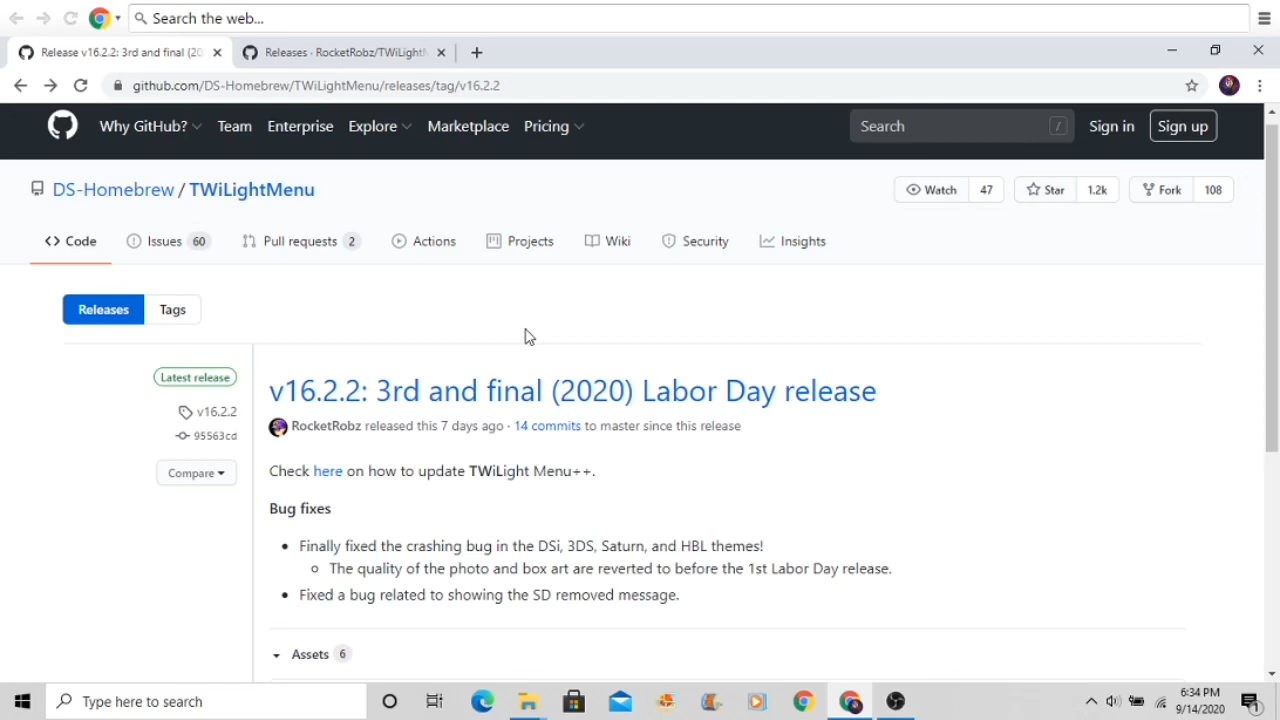 Search the web...
Release v16.2.2: 3rd and final (20
Releases · RocketRobz/TWiLight
github.com/DS-Homebrew/TWiLightMenu/releases/tag/v16.2.2
Why GitHub? Team Enterprise Explore Marketplace Pricing Search / Sign in Sign up
DS-Homebrew / TWiLightMenu Watch 47 Star 1.2k Fork 108
<> Code Issues 60 Pull requests 2 Actions Projects Wiki Security Insights
Releases Tags
Latest release
v16.2.2
95563cd
Compare
v16.2.2: 3rd and final (2020) Labor Day release
RocketRobz released this 7 days ago · 14 commits to master since this release
Check here on how to update TWiLight Menu++.
Bug fixes
• Finally fixed the crashing bug in the DSi, 3DS, Saturn, and HBL themes!
○ The quality of the photo and box art are reverted to before the 1st Labor Day release.
• Fixed a bug related to showing the SD removed message.
Assets 6
Type here to search
6:34 PM
9/14/2020
1